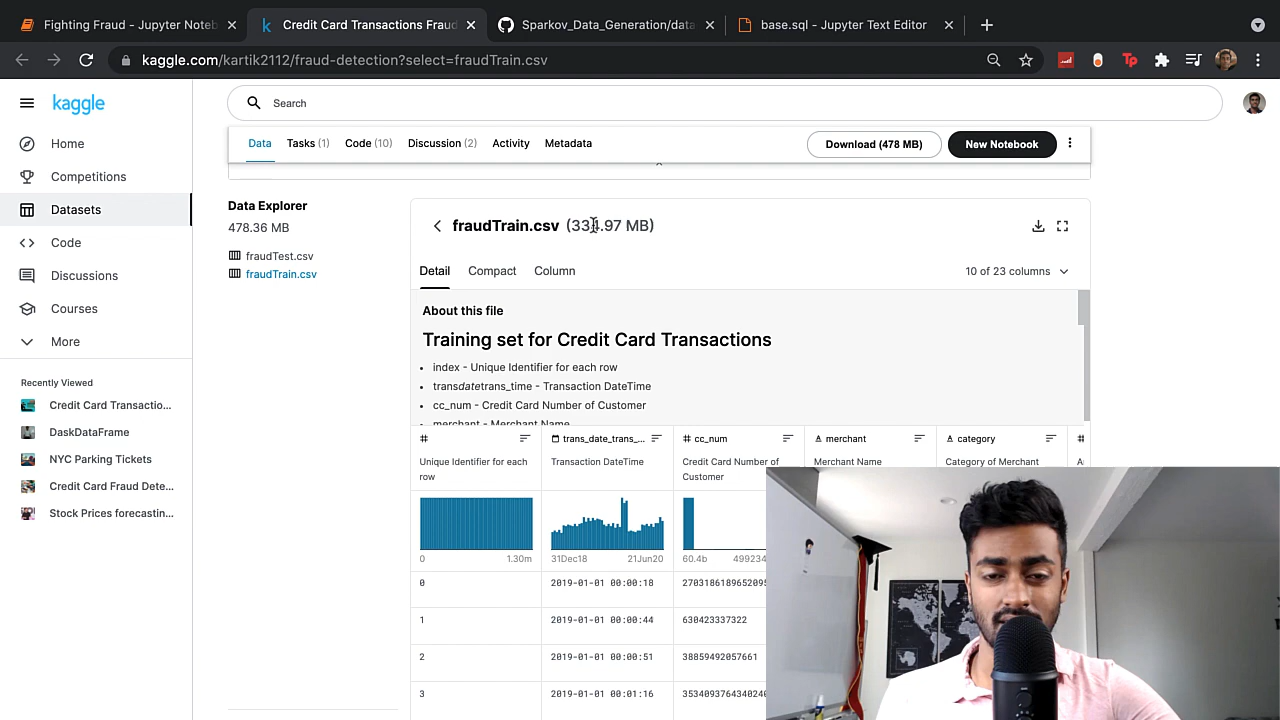 Fighting Fraud - Jupyter Noteb
Credit Card Transactions Fraud
Sparkov_Data_Generation/data
base.sql - Jupyter Text Editor
kaggle.com/kartik2112/fraud-detection?select=fraudTrain.csv
kaggle
Search
Home
Competitions
Datasets
Code
Discussions
Courses
More
Recently Viewed
Credit Card Transactio...
DaskDataFrame
NYC Parking Tickets
Credit Card Fraud Dete...
Stock Prices forecastin...
Data
Tasks (1)
Code (10)
Discussion (2)
Activity
Metadata
Download (478 MB)
New Notebook
Data Explorer
478.36 MB
fraudTest.csv
fraudTrain.csv
fraudTrain.csv (334.97 MB)
Detail
Compact
Column
10 of 23 columns
About this file
Training set for Credit Card Transactions
index - Unique Identifier for each row
transdatetrans_time - Transaction DateTime
cc_num - Credit Card Number of Customer
merchant - Merchant Name
#
trans_date_trans_...
# cc_num
merchant
category
#
Unique Identifier for each row
Transaction DateTime
Credit Card Number of Customer
Merchant Name
Category of Merchant
0 1.30m
31Dec18 21Jun20
60.4b 499234
0 2019-01-01 00:00:18 2703186189652095
1 2019-01-01 00:00:44 630423337322
2 2019-01-01 00:00:51 38859492057661
3 2019-01-01 00:01:16